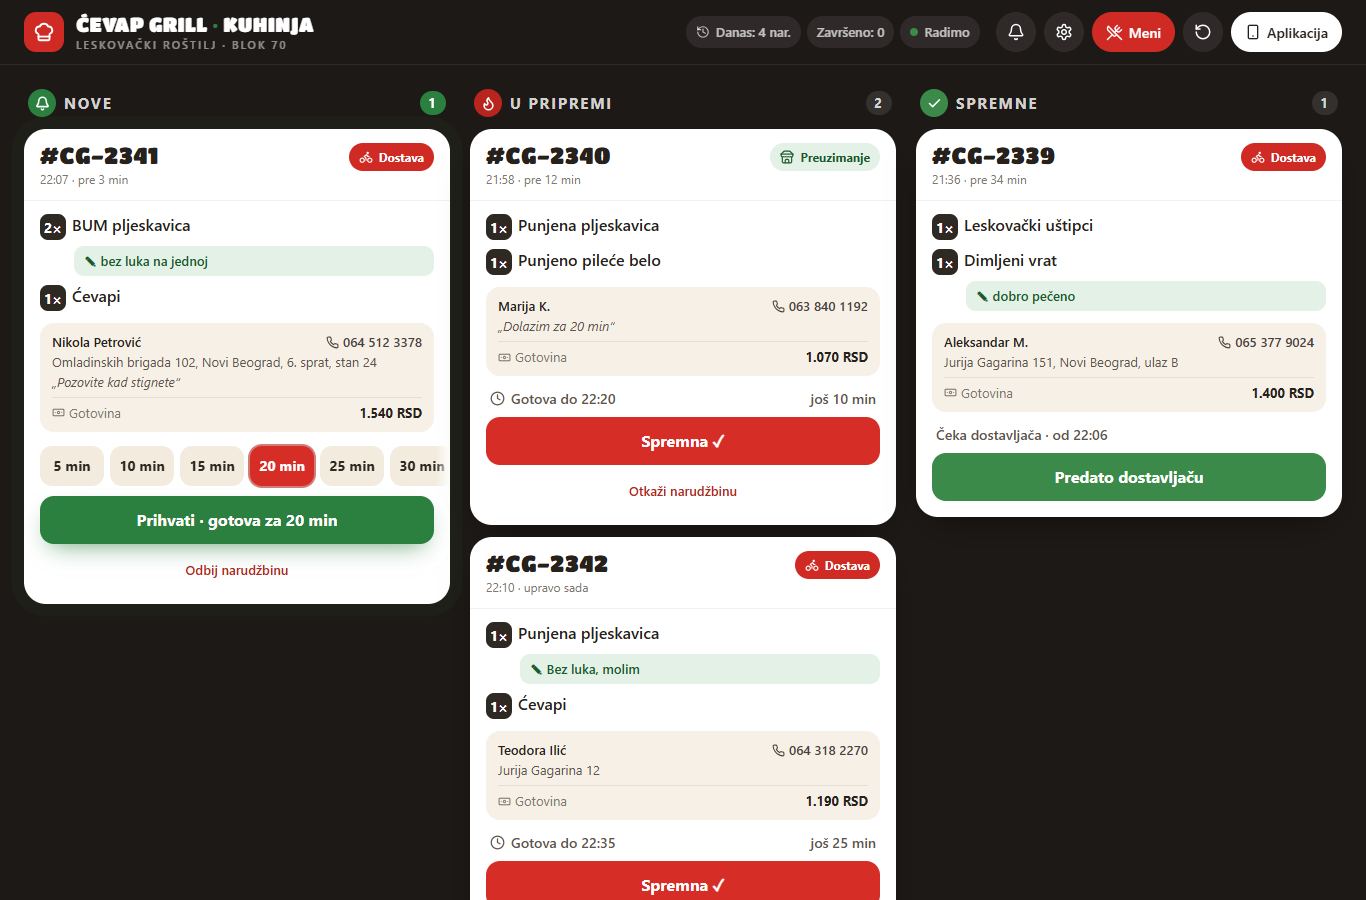 ĆEVAP GRILL · KUHINJA
LESKOVAČKI ROŠTILJ · BLOK 70
Danas: 4 nar.
Završeno: 0
Radimo
Meni
Aplikacija
NOVE
1
#CG-2341
Dostava
22:07 · pre 3 min
2× BUM pljeskavica
bez luka na jednoj
1× Ćevapi
Nikola Petrović
064 512 3378
Omladinskih brigada 102, Novi Beograd, 6. sprat, stan 24
„Pozovite kad stignete“
Gotovina
1.540 RSD
5 min
10 min
15 min
20 min
25 min
30 min
Prihvati · gotova za 20 min
Odbij narudžbinu
U PRIPREMI
2
#CG-2340
Preuzimanje
21:58 · pre 12 min
1× Punjena pljeskavica
1× Punjeno pileće belo
Marija K.
063 840 1192
„Dolazim za 20 min“
Gotovina
1.070 RSD
Gotova do 22:20
još 10 min
Spremna ✓
Otkaži narudžbinu
#CG-2342
Dostava
22:10 · upravo sada
1× Punjena pljeskavica
Bez luka, molim
1× Ćevapi
Teodora Ilić
064 318 2270
Jurija Gagarina 12
Gotovina
1.190 RSD
Gotova do 22:35
još 25 min
Spremna ✓
SPREMNE
1
#CG-2339
Dostava
21:36 · pre 34 min
1× Leskovački uštipci
1× Dimljeni vrat
dobro pečeno
Aleksandar M.
065 377 9024
Jurija Gagarina 151, Novi Beograd, ulaz B
Gotovina
1.400 RSD
Čeka dostavljača · od 22:06
Predato dostavljaču